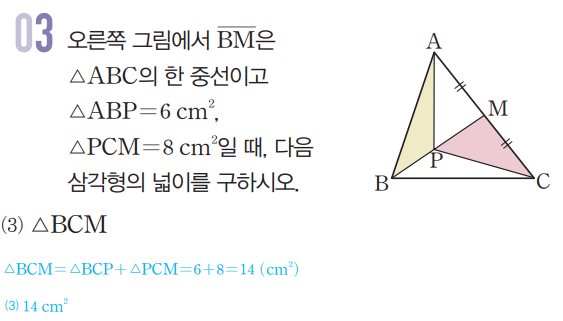 03 오른쪽 그림에서 BM은
△ABC의 한 중선이고
△ABP=6 cm²,
△PCM=8 cm²일 때, 다음
삼각형의 넓이를 구하시오.
A
M
P
B
C
(3) △BCM
△BCM=△BCP+△PCM=6+8=14 (cm²)
(3) 14 cm²